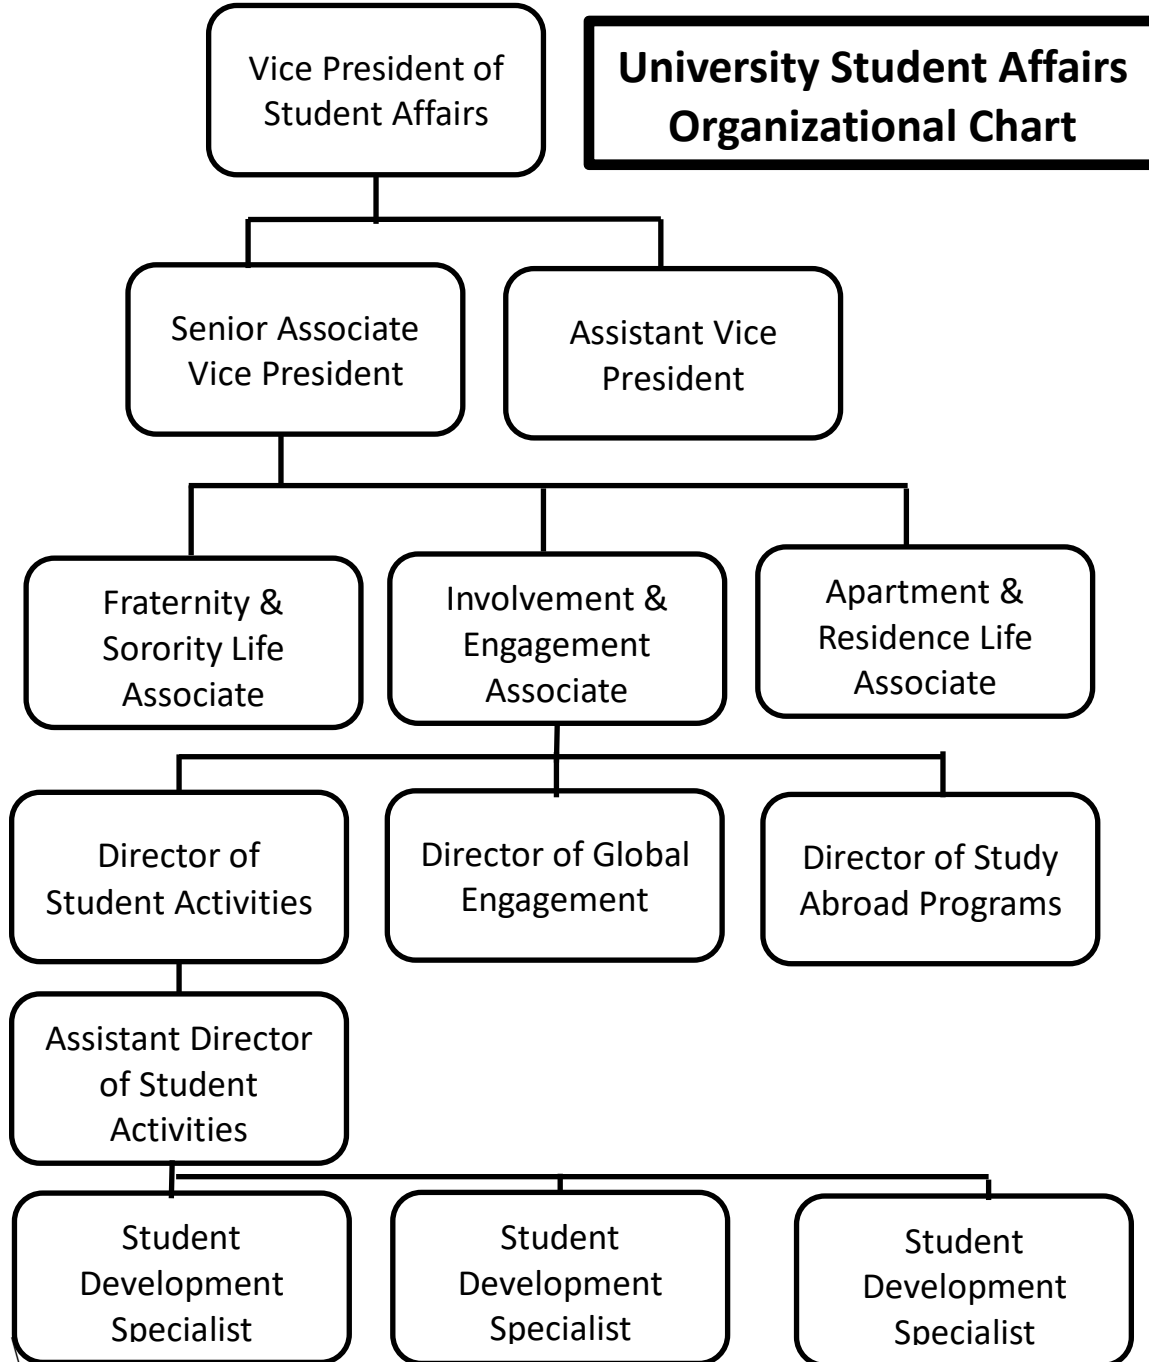 Vice President of
Student Affairs
University Student Affairs
Organizational Chart
Senior Associate
Vice President
Assistant Vice
President
Fraternity &
Sorority Life
Associate
Involvement &
Engagement
Associate
Apartment &
Residence Life
Associate
Director of
Student Activities
Director of Global
Engagement
Director of Study
Abroad Programs
Assistant Director
of Student
Activities
Student
Development
Specialist
Student
Development
Specialist
Student
Development
Specialist